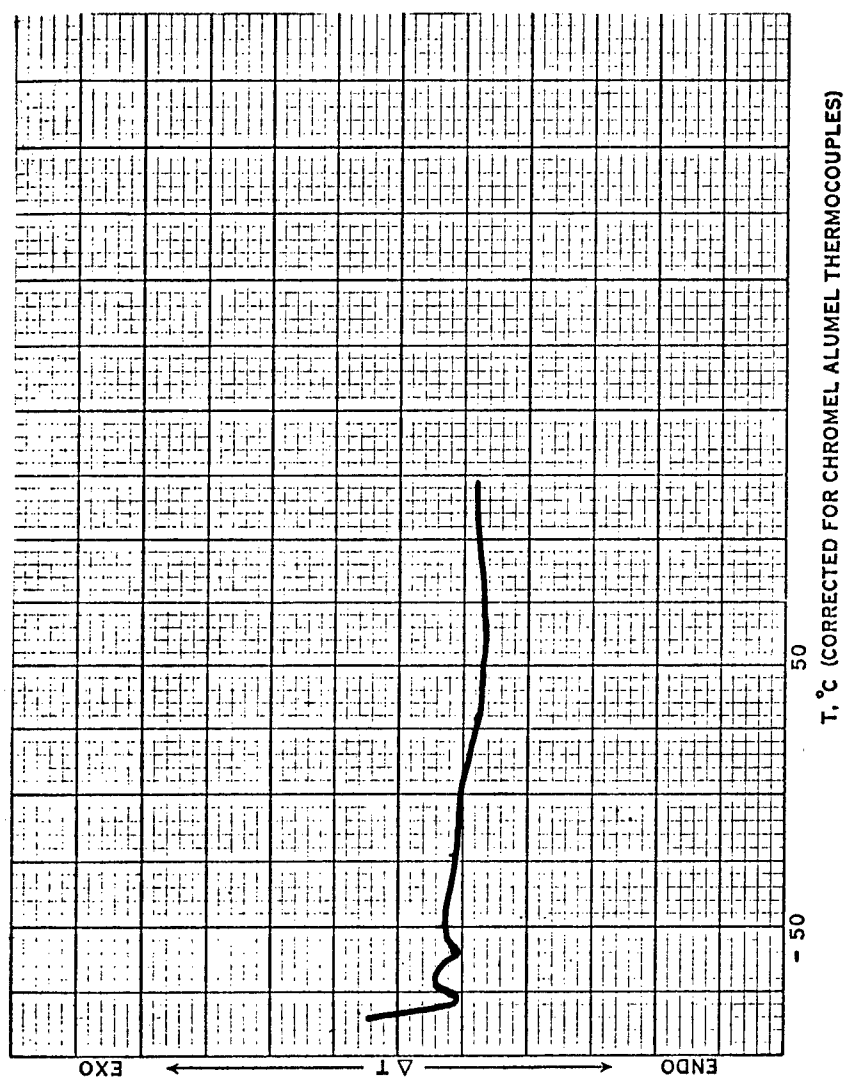 EXO
ΔT
ENDO
-50
50
T, °C (CORRECTED FOR CHROMEL ALUMEL THERMOCOUPLES)